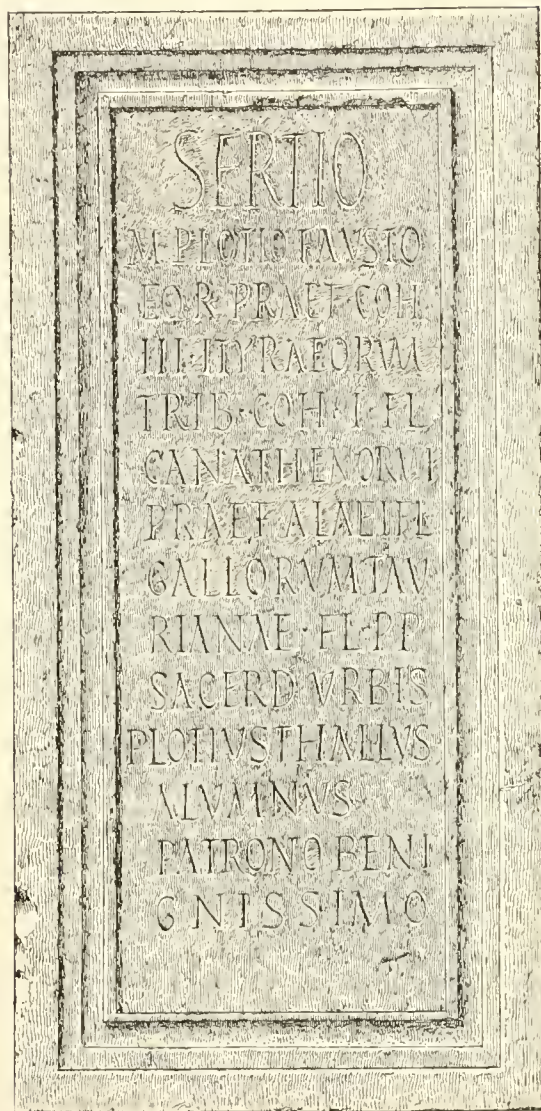 SERTIO
M·PLOTIO FAVSTO
EQ·R·PRAEF·COH
III·ITYRAEORVM
TRIB·COH·I·FL
CANATHENORVM
PRAEF ALAE I FL
GALLORVM TAV
RIANAE·FL·PP
SACERD VRBIS
PLOTIVS THALLVS
ALVMNVS
PATRONO BENI
GNISSIMO